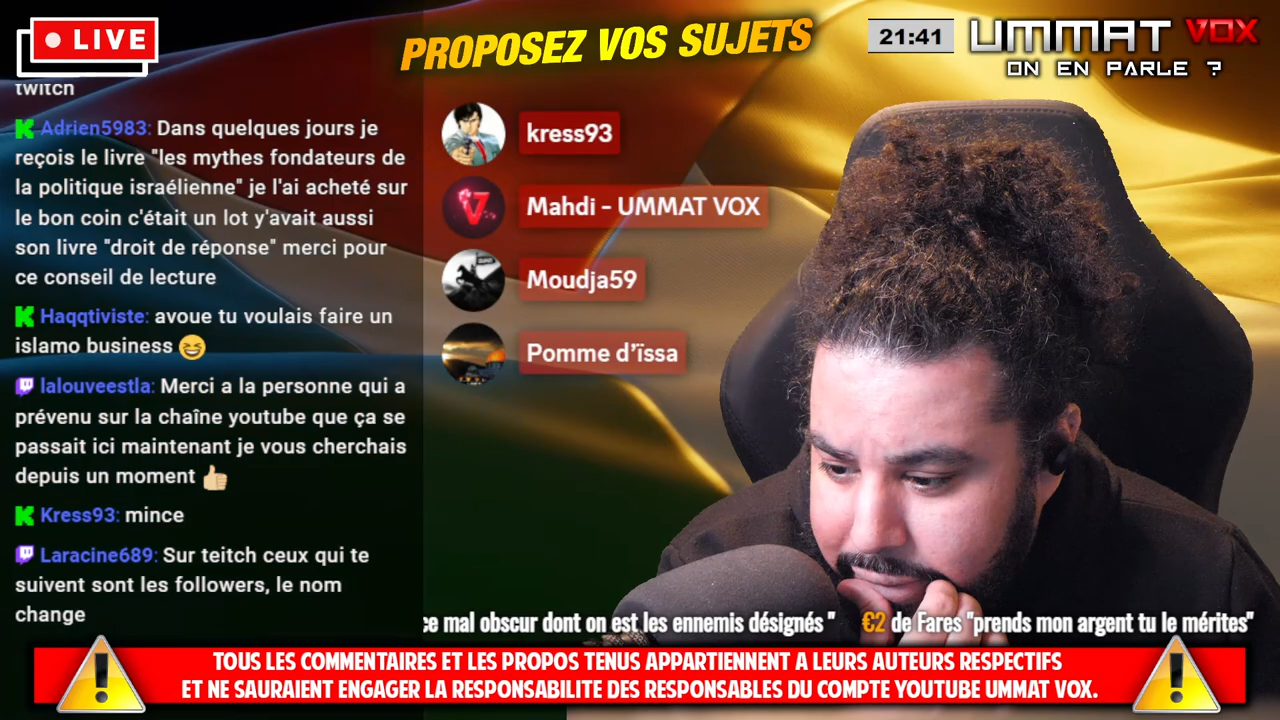 LIVE
PROPOSEZ VOS SUJETS
21:41
UMMAT VOX
ON EN PARLE ?
twitch
Adrien5983: Dans quelques jours je
reçois le livre "les mythes fondateurs de
la politique israélienne" je l'ai acheté sur
le bon coin c'était un lot y'avait aussi
son livre "droit de réponse" merci pour
ce conseil de lecture
Haqqtiviste: avoue tu voulais faire un
islamo business 😆
lalouveestla: Merci a la personne qui a
prévenu sur la chaîne youtube que ça se
passait ici maintenant je vous cherchais
depuis un moment 👍🏼
Kress93: mince
Laracine689: Sur teitch ceux qui te
suivent sont les followers, le nom
change
kress93
Mahdi - UMMAT VOX
Moudja59
Pomme d'ïssa
ce mal obscur dont on est les ennemis désignés " €2 de Fares "prends mon argent tu le mérites"
TOUS LES COMMENTAIRES ET LES PROPOS TENUS APPARTIENNENT A LEURS AUTEURS RESPECTIFS
ET NE SAURAIENT ENGAGER LA RESPONSABILITE DES RESPONSABLES DU COMPTE YOUTUBE UMMAT VOX.